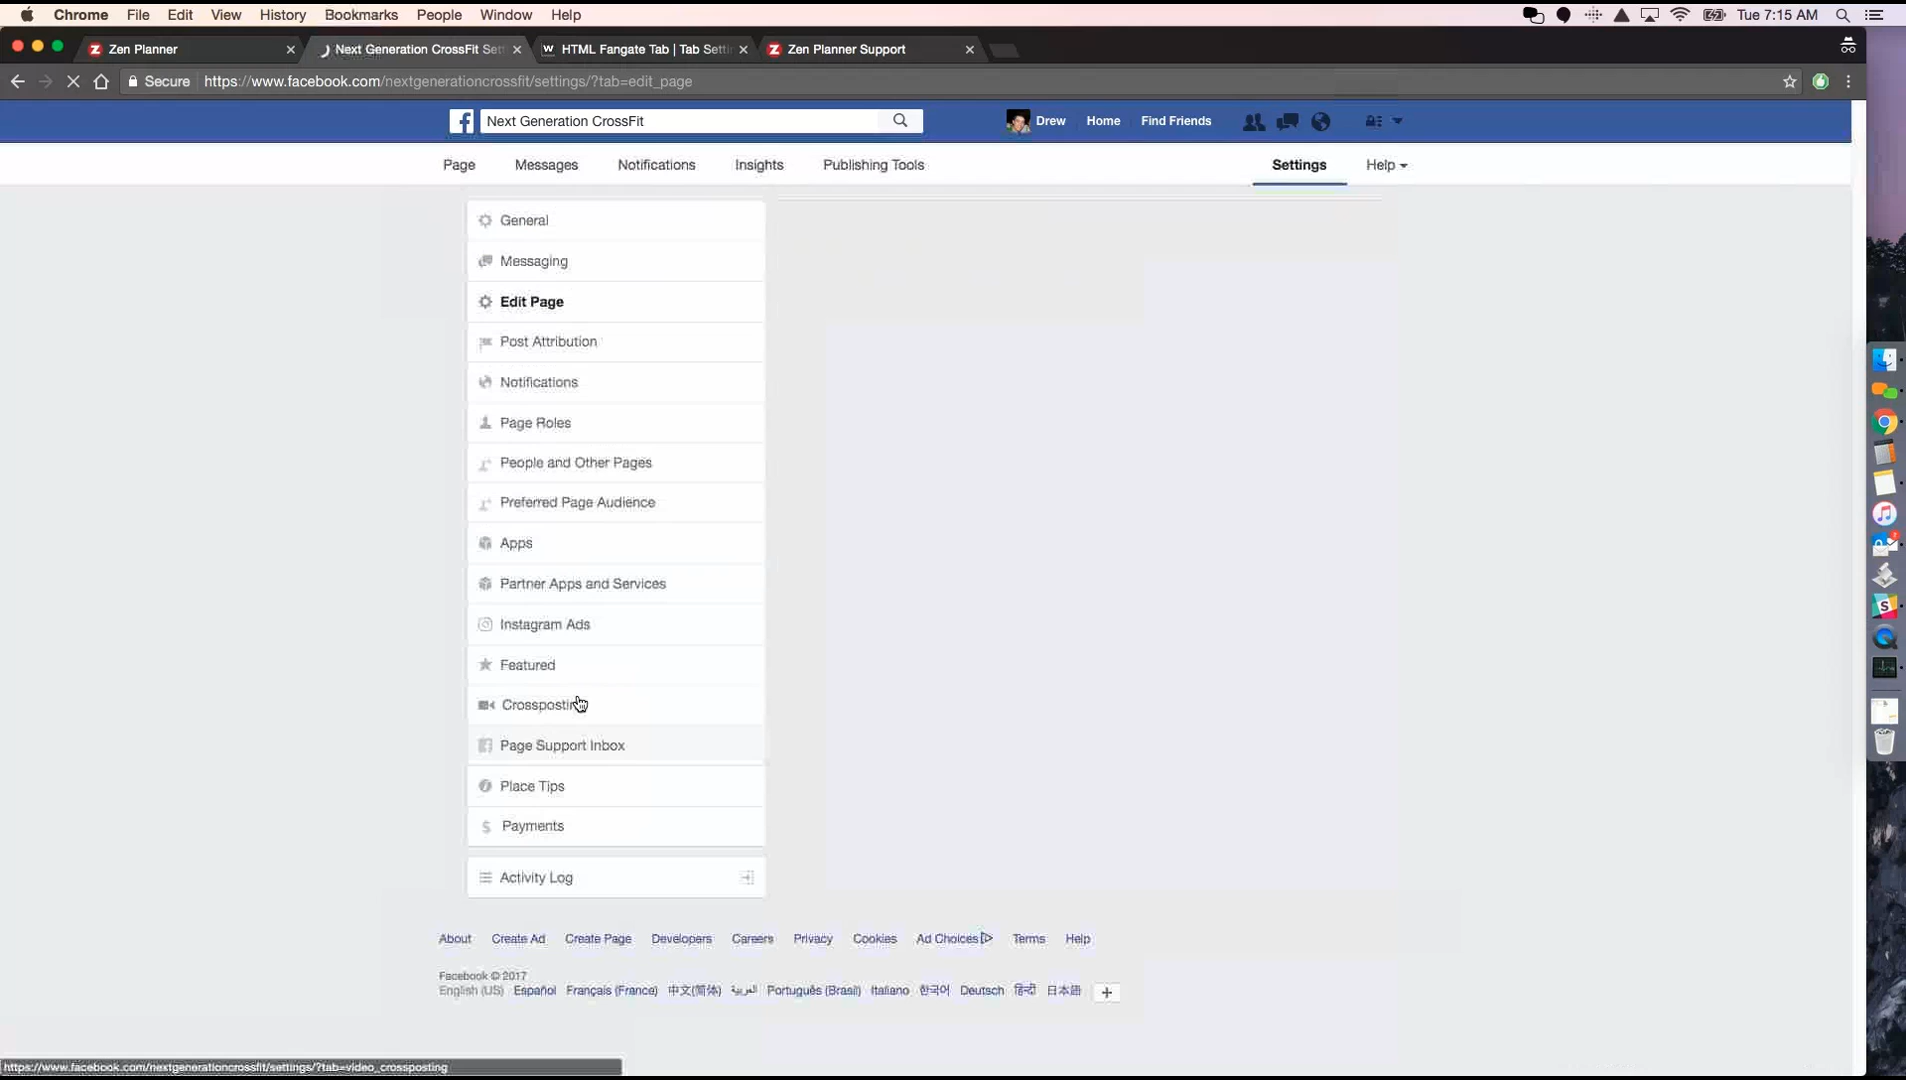 Chrome File Edit View History Bookmarks People Window Help Tue 7:15 AM
Zen Planner Next Generation CrossFit Set HTML Fangate Tab | Tab Setti Zen Planner Support
Secure https://www.facebook.com/nextgenerationcrossfit/settings/?tab=edit_page
Next Generation CrossFit Drew Home Find Friends
Page Messages Notifications Insights Publishing Tools Settings Help
General
Messaging
Edit Page
Post Attribution
Notifications
Page Roles
People and Other Pages
Preferred Page Audience
Apps
Partner Apps and Services
Instagram Ads
Featured
Crossposting
Page Support Inbox
Place Tips
Payments
Activity Log
About Create Ad Create Page Developers Careers Privacy Cookies Ad Choices Terms Help
Facebook © 2017
English (US) Español Français (France) 中文(简体) العربية Português (Brasil) Italiano 한국어 Deutsch हिन्दी 日本語
https://www.facebook.com/nextgenerationcrossfit/settings/?tab=video_crossposting